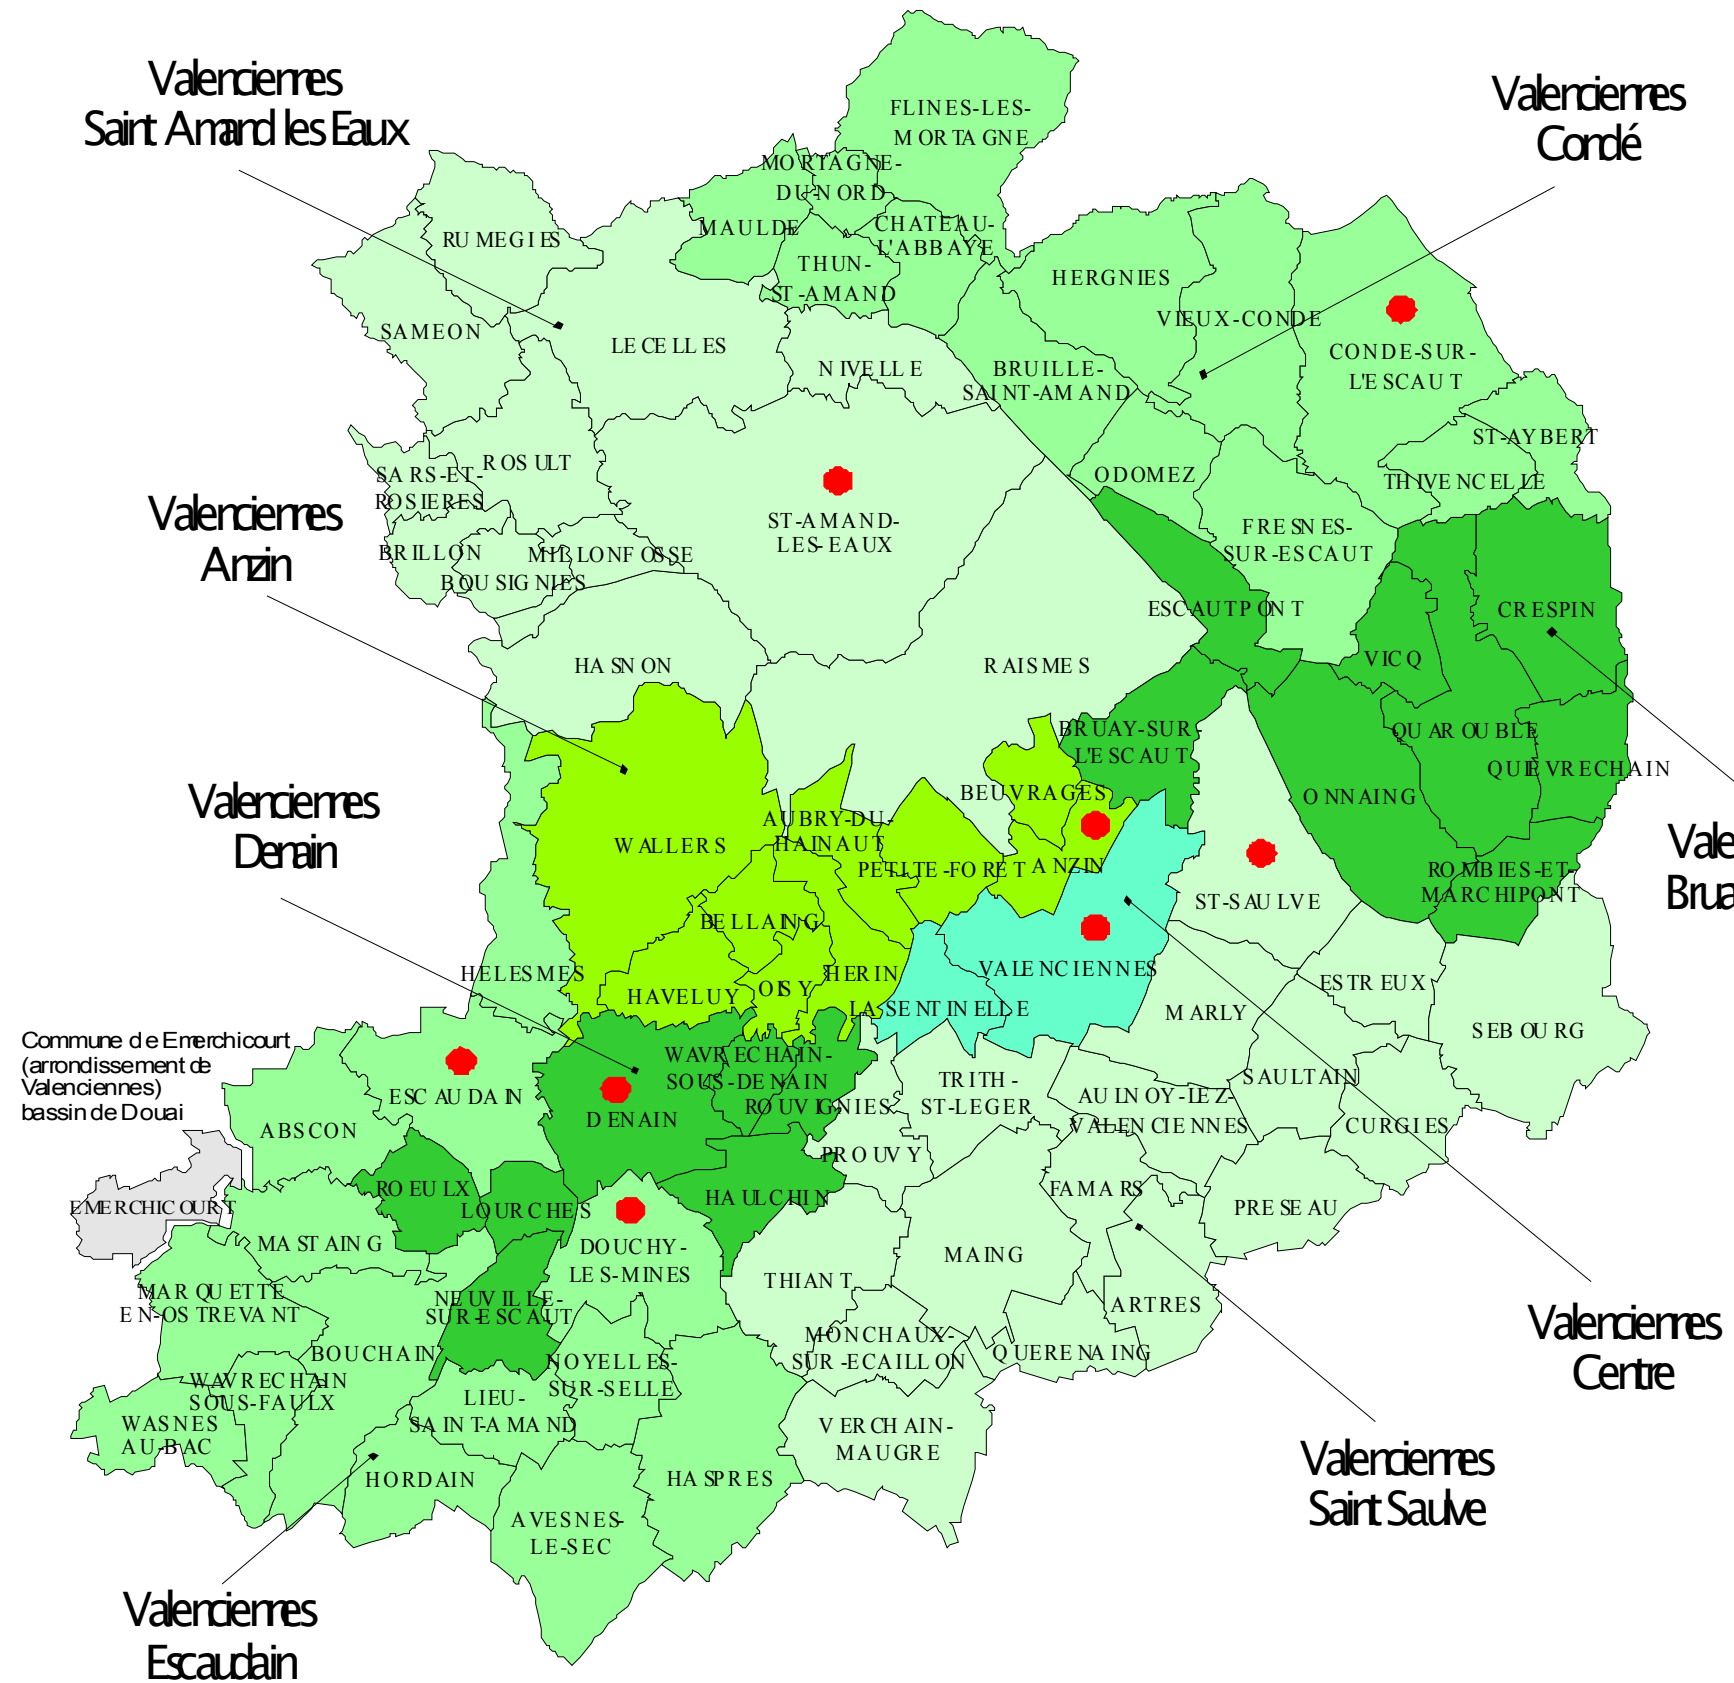 Valenciennes
Saint Amand les Eaux
Valenciennes
Condé
FLINES-LES-
MORTAGNE
MORTAGNE-
DU-NORD
MAULDE
CHATEAU-
L'ABBAYE
THUN-
ST-AMAND
RUMEGIES
SAMEON
LECELLES
NIVELLE
HERGNIES
VIEUX-CONDE
CONDE-SUR-
L'ESCAUT
BRUILLE-
SAINT-AMAND
ST-AYBERT
THIVENCELLE
ODOMEZ
ROSULT
SARS-ET-
ROSIERES
BRILLON
BOUSIGNIES
MILLONFOSSE
ST-AMAND-
LES-EAUX
FRESNES-
SUR-ESCAUT
Valenciennes
Anzin
ESCAUTPONT
CRESPIN
VICQ
HASNON
RAISMES
BRUAY-SUR-
L'ESCAUT
QUAROUBLE
QUIEVRECHAIN
ONNAING
Valenciennes
Denain
BEUVRAGES
AUBRY-DU-
HAINAUT
WALLERS
PETITE-FORET
ANZIN
ST-SAULVE
ROMBIES-ET-
MARCHIPONT
Vale
Brua
BELLAING
HELESMES
HAVELUY
OISY
HERIN
VALENCIENNES
LA SENTINELLE
ESTREUX
MARLY
SEBOURG
Commune de Emerchicourt
(arrondissement de
Valenciennes)
bassin de Douai
ESCAUDAIN
WAVRECHAIN-
SOUS-DENAIN
ROUVIGNIES
DENAIN
TRITH-
ST-LEGER
AULNOY-LEZ-
VALENCIENNES
SAULTAIN
CURGIES
ABSCON
PROUVY
EMERCHICOURT
ROEULX
LOURCHES
HAULCHIN
FAMARS
PRESEAU
MASTAING
DOUCHY-
LES-MINES
THIANT
MAING
MARQUETTE
EN-OSTREVANT
NEUVILLE-
SUR-ESCAUT
ARTRES
BOUCHAIN
NOYELLES-
SUR-SELLE
MONCHAUX-
SUR-ECAILLON
QUERENAING
Valenciennes
Centre
WAVRECHAIN
SOUS-FAULX
LIEU-
SAINT-AMAND
WASNES
AU-BAC
VERCHAIN-
MAUGRE
HORDAIN
HASPRES
Valenciennes
Saint Saulve
AVESNES-
LE-SEC
Valenciennes
Escaudain